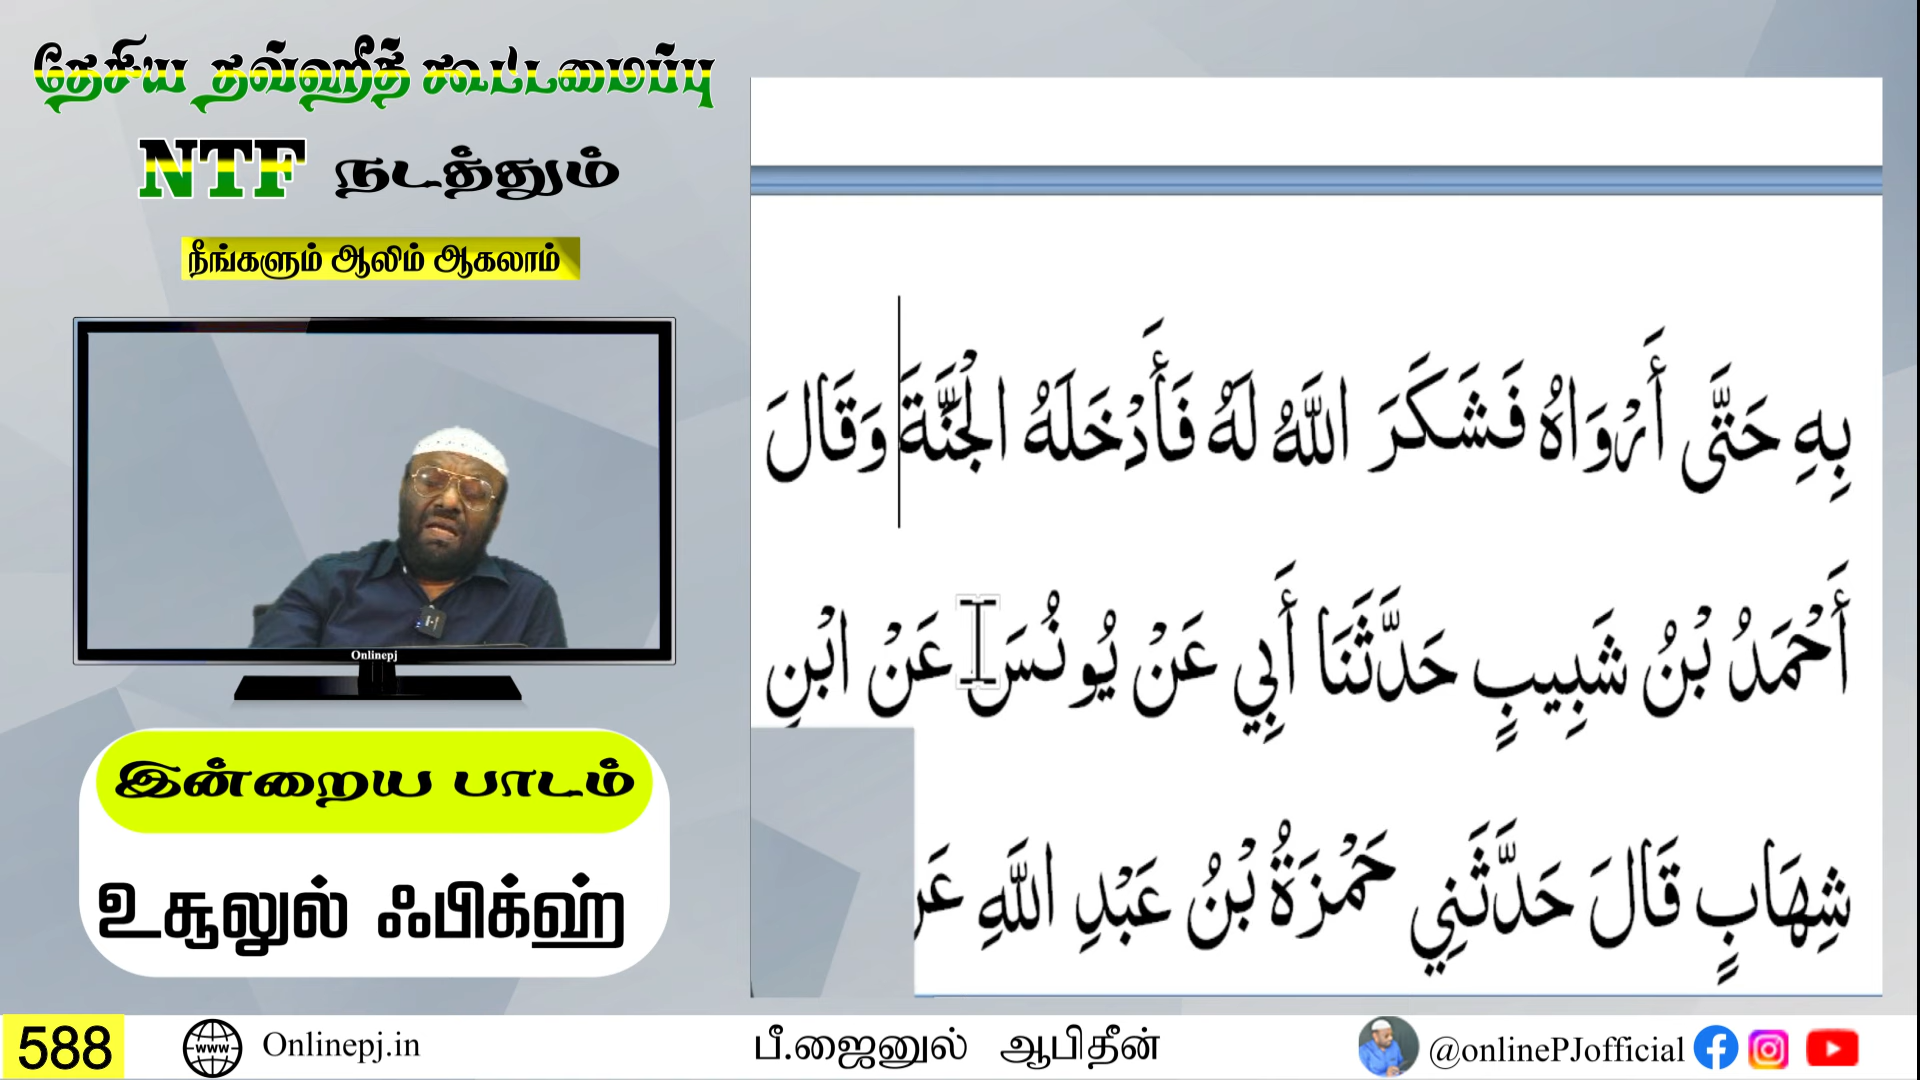 தேசிய தவ்ஹீத் கூட்டமைப்பு
NTF நடத்தும்
நீங்களும் ஆலிம் ஆகலாம்
Onlinepj
இன்றைய பாடம்
உசூலுல் ஃபிக்ஹ்
بِهِ حَتَّى أَرْوَاهُ فَشَكَرَ اللَّهُ لَهُ فَأَدْخَلَهُ الْجَنَّةَ وَقَالَ
أَحْمَدُ بْنُ شَبِيبٍ حَدَّثَنَا أَبِي عَنْ يُونُسَ عَنْ ابْنِ
شِهَابٍ قَالَ حَدَّثَنِي حَمْزَةُ بْنُ عَبْدِ اللَّهِ
588
www
Onlinepj.in
பீ.ஜைனுல் ஆபிதீன்
@onlinePJofficial